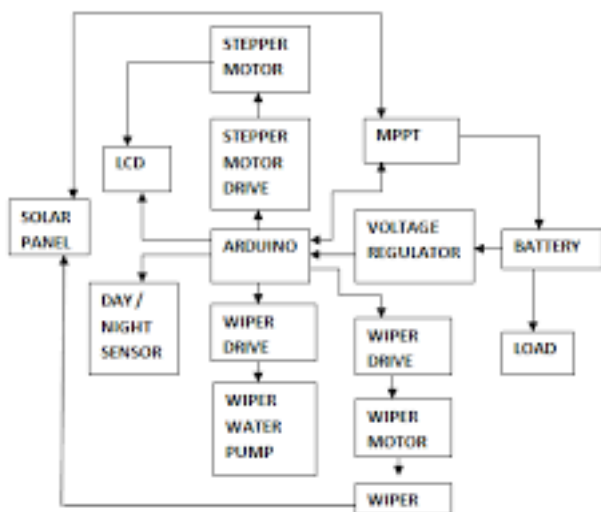 STEPPER
MOTOR
STEPPER
MOTOR
DRIVE
MPPT
LCD
SOLAR
PANEL
ARDUINO
VOLTAGE
REGULATOR
BATTERY
DAY /
NIGHT
SENSOR
WIPER
DRIVE
WIPER
DRIVE
LOAD
WIPER
WATER
PUMP
WIPER
MOTOR
WIPER